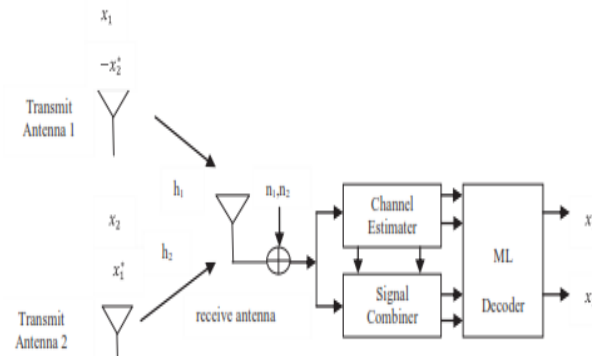 x₁
−x₂*
Transmit
Antenna 1
h₁
n₁,n₂
x₂
h₂
x₁*
Transmit
Antenna 2
receive antenna
Channel
Estimater
Signal
Combiner
ML
Decoder
x
x